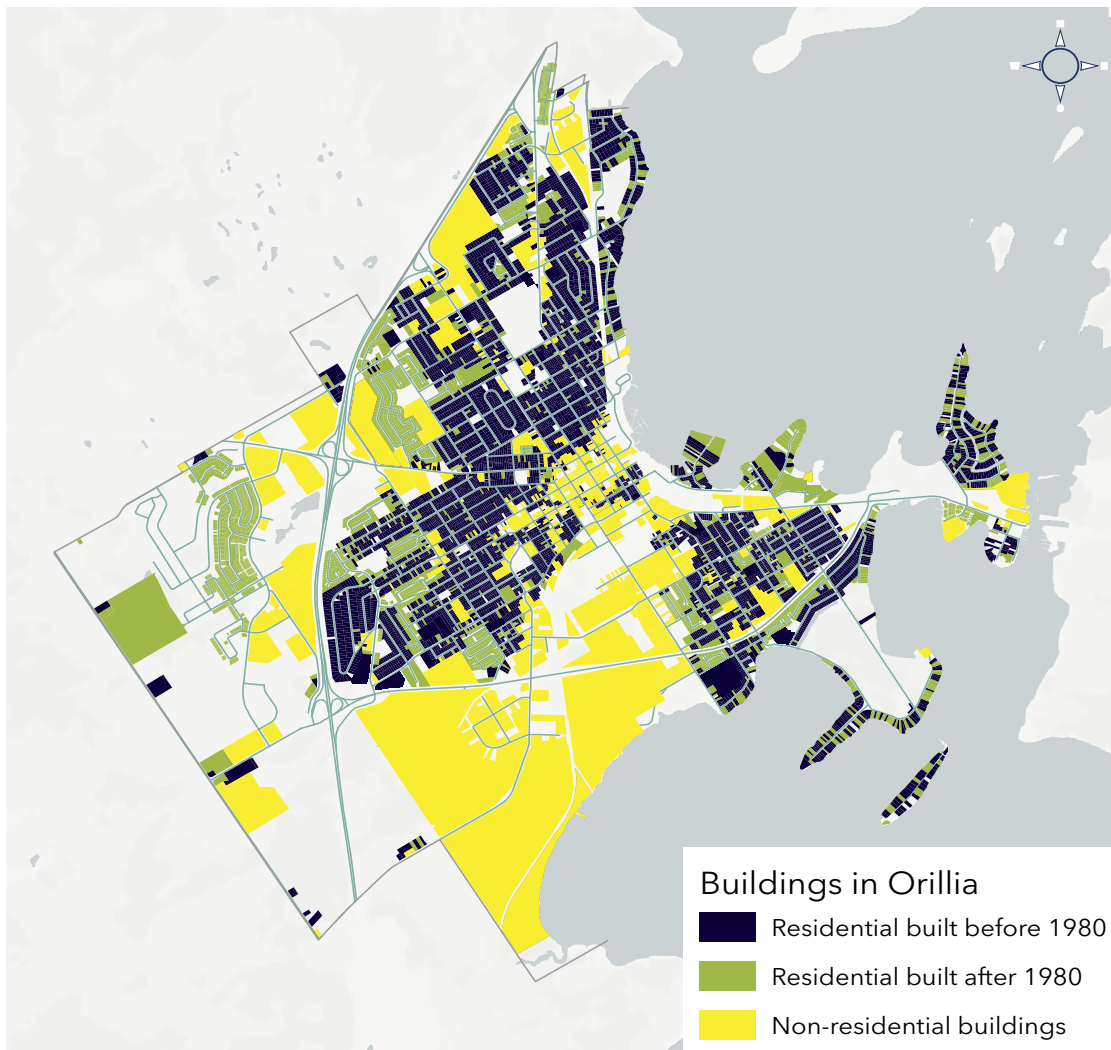 Buildings in Orillia
Residential built before 1980
Residential built after 1980
Non-residential buildings